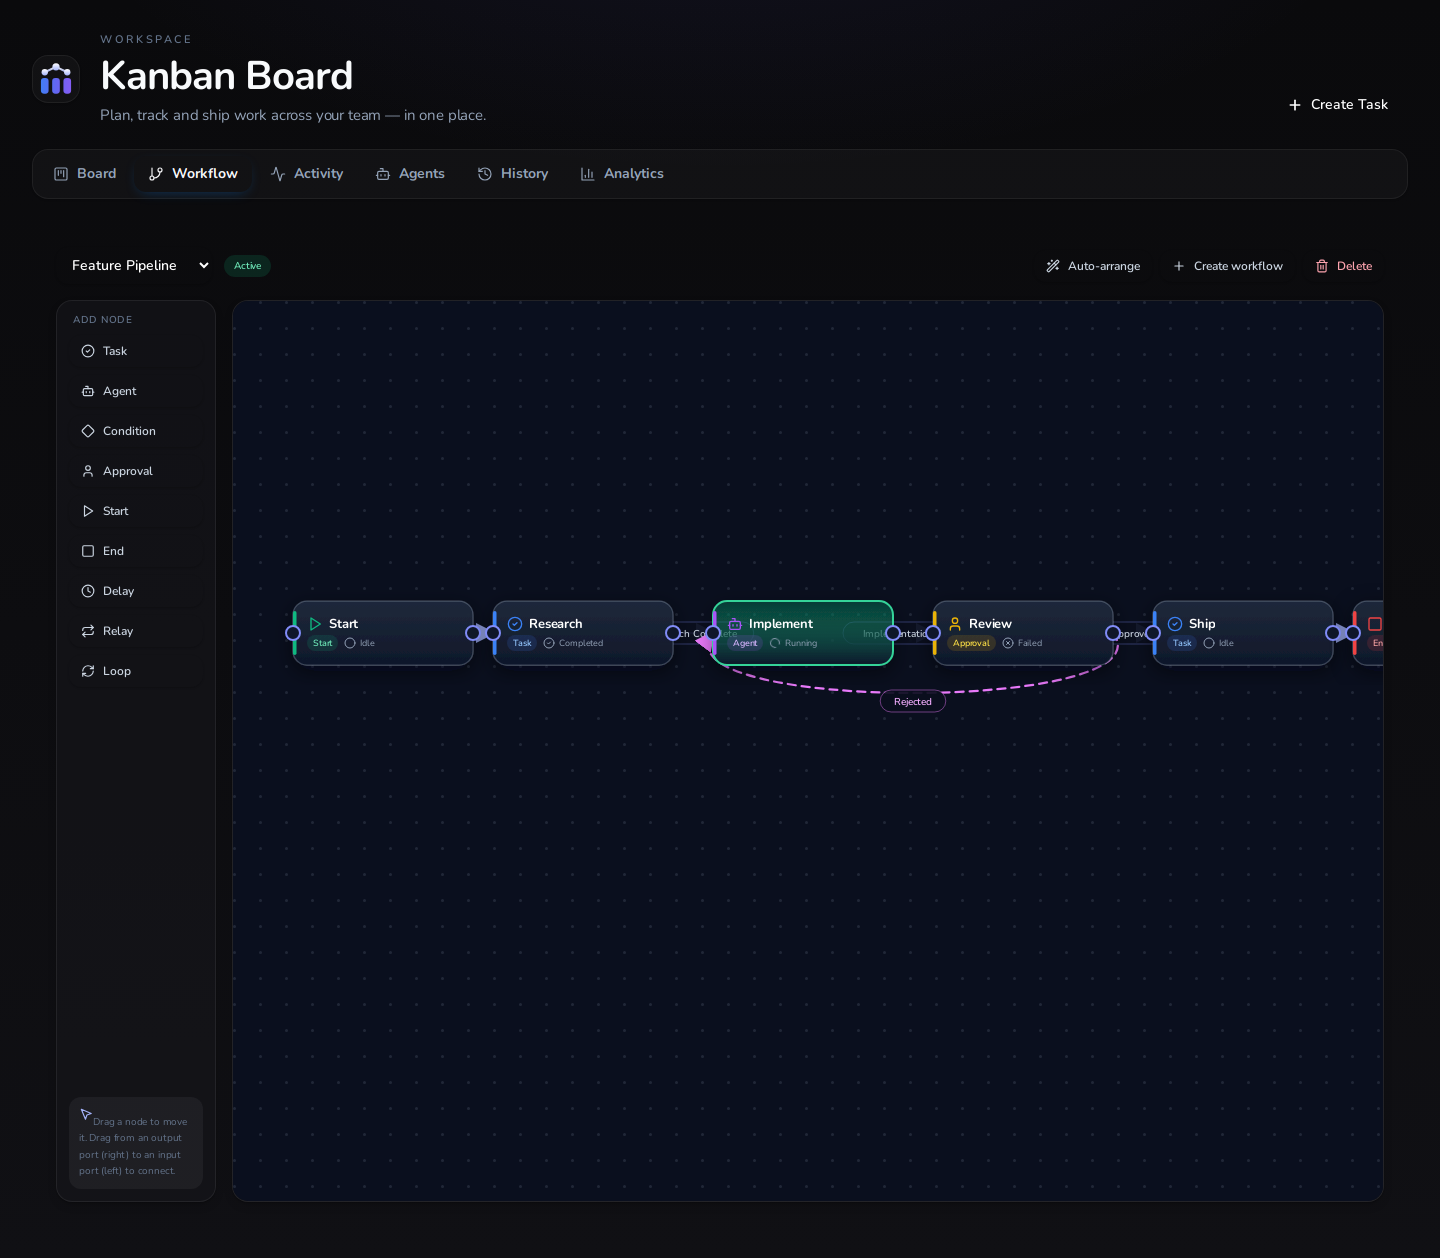 WORKSPACE
Kanban Board
Plan, track and ship work across your team — in one place.
Create Task
Board
Workflow
Activity
Agents
History
Analytics
Feature Pipeline
Active
Auto-arrange
Create workflow
Delete
ADD NODE
Task
Agent
Condition
Approval
Start
End
Delay
Relay
Loop
Drag a node to move
it. Drag from an output
port (right) to an input
port (left) to connect.
Start
Start
Idle
Research
Task
Completed
Implement
Agent
Running
Review
Approval
Failed
Ship
Task
Idle
Rejected